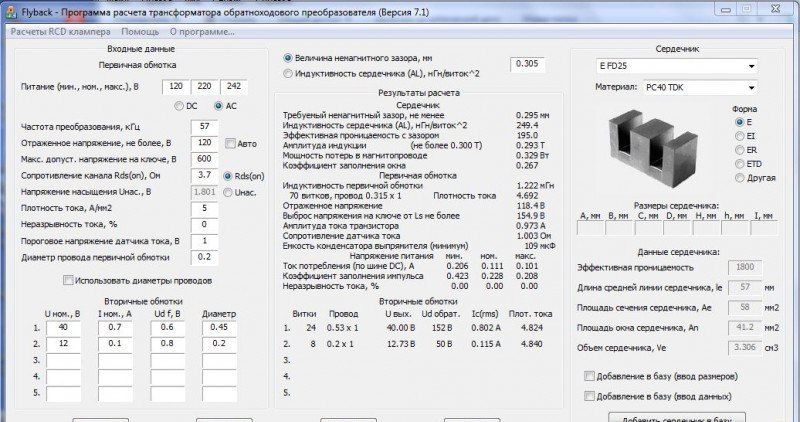 Flyback - Программа расчета трансформатора обратноходового преобразователя (Версия 7.1)
Расчеты RCD клампера Помощь О программе...
Входные данные
Первичная обмотка
Питание (мин., ном., макс.), В 120 220 242
DC AC
Частота преобразования, кГц 57
Отраженное напряжение, не более, В 120 Авто
Макс. допуст. напряжение на ключе, В 600
Сопротивление канала Rds(on), Ом 3.7 Rds(on)
Напряжение насыщения Uнас., В 1.801 Uнас.
Плотность тока, А/мм2 5
Неразрывность тока, % 0
Пороговое напряжение датчика тока, В 1
Диаметр провода первичной обмотки 0.2
Использовать диаметры проводов
Вторичные обмотки
U ном., В I ном., А Ud f, В Диаметр
1. 40 0.7 0.6 0.45
2. 12 0.1 0.8 0.2
3.
4.
5.
Величина немагнитного зазора, мм 0.305
Индуктивность сердечника (AL), нГн/виток^2
Результаты расчета
Сердечник
Требуемый немагнитный зазор, не менее 0.295 мм
Индуктивность сердечника (AL), нГн/виток^2 249.4
Эффективная проницаемость с зазором 195.0
Амплитуда индукции (не более 0.300 Т) 0.293 Т
Мощность потерь в магнитопроводе 0.329 Вт
Коэффициент заполнения окна 0.267
Первичная обмотка
Индуктивность первичной обмотки 1.222 мГн
70 витков, провод 0.315 x 1 Плотность тока 4.692
Отраженное напряжение 118.4 В
Выброс напряжения на ключе от Ls не более 154.9 В
Амплитуда тока транзистора 0.973 А
Сопротивление датчика тока 1.003 Ом
Емкость конденсатора выпрямителя (минимум) 109 мкФ
Напряжение питания мин. ном. макс.
Ток потребления (по шине DC), А 0.206 0.111 0.101
Коэффициент заполнения импульса 0.423 0.228 0.208
Неразрывность тока, % 0.00 0.00 0.00
Вторичные обмотки
Витки Провод U вых. Ud обрат. Ic(rms) Плот. тока
1. 24 0.53 x 1 40.00 В 152 В 0.802 А 4.824
2. 8 0.2 x 1 12.73 В 50 В 0.115 А 4.840
3.
4.
5.
Сердечник
E FD25
Материал: PC40 TDK
Форма
E
EI
ER
ETD
Другая
Размеры сердечника:
A, мм B, мм C, мм D, мм H, мм h, мм I, мм
Данные сердечника:
Эффективная проницаемость 1800
Длина средней линии сердечника, le 57 мм
Площадь сечения сердечника, Ae 58 мм2
Площадь окна сердечника, An 41.2 мм2
Объем сердечника, Ve 3.306 см3
Добавление в базу (ввод размеров)
Добавление в базу (ввод данных)
Добавить сердечник в базу